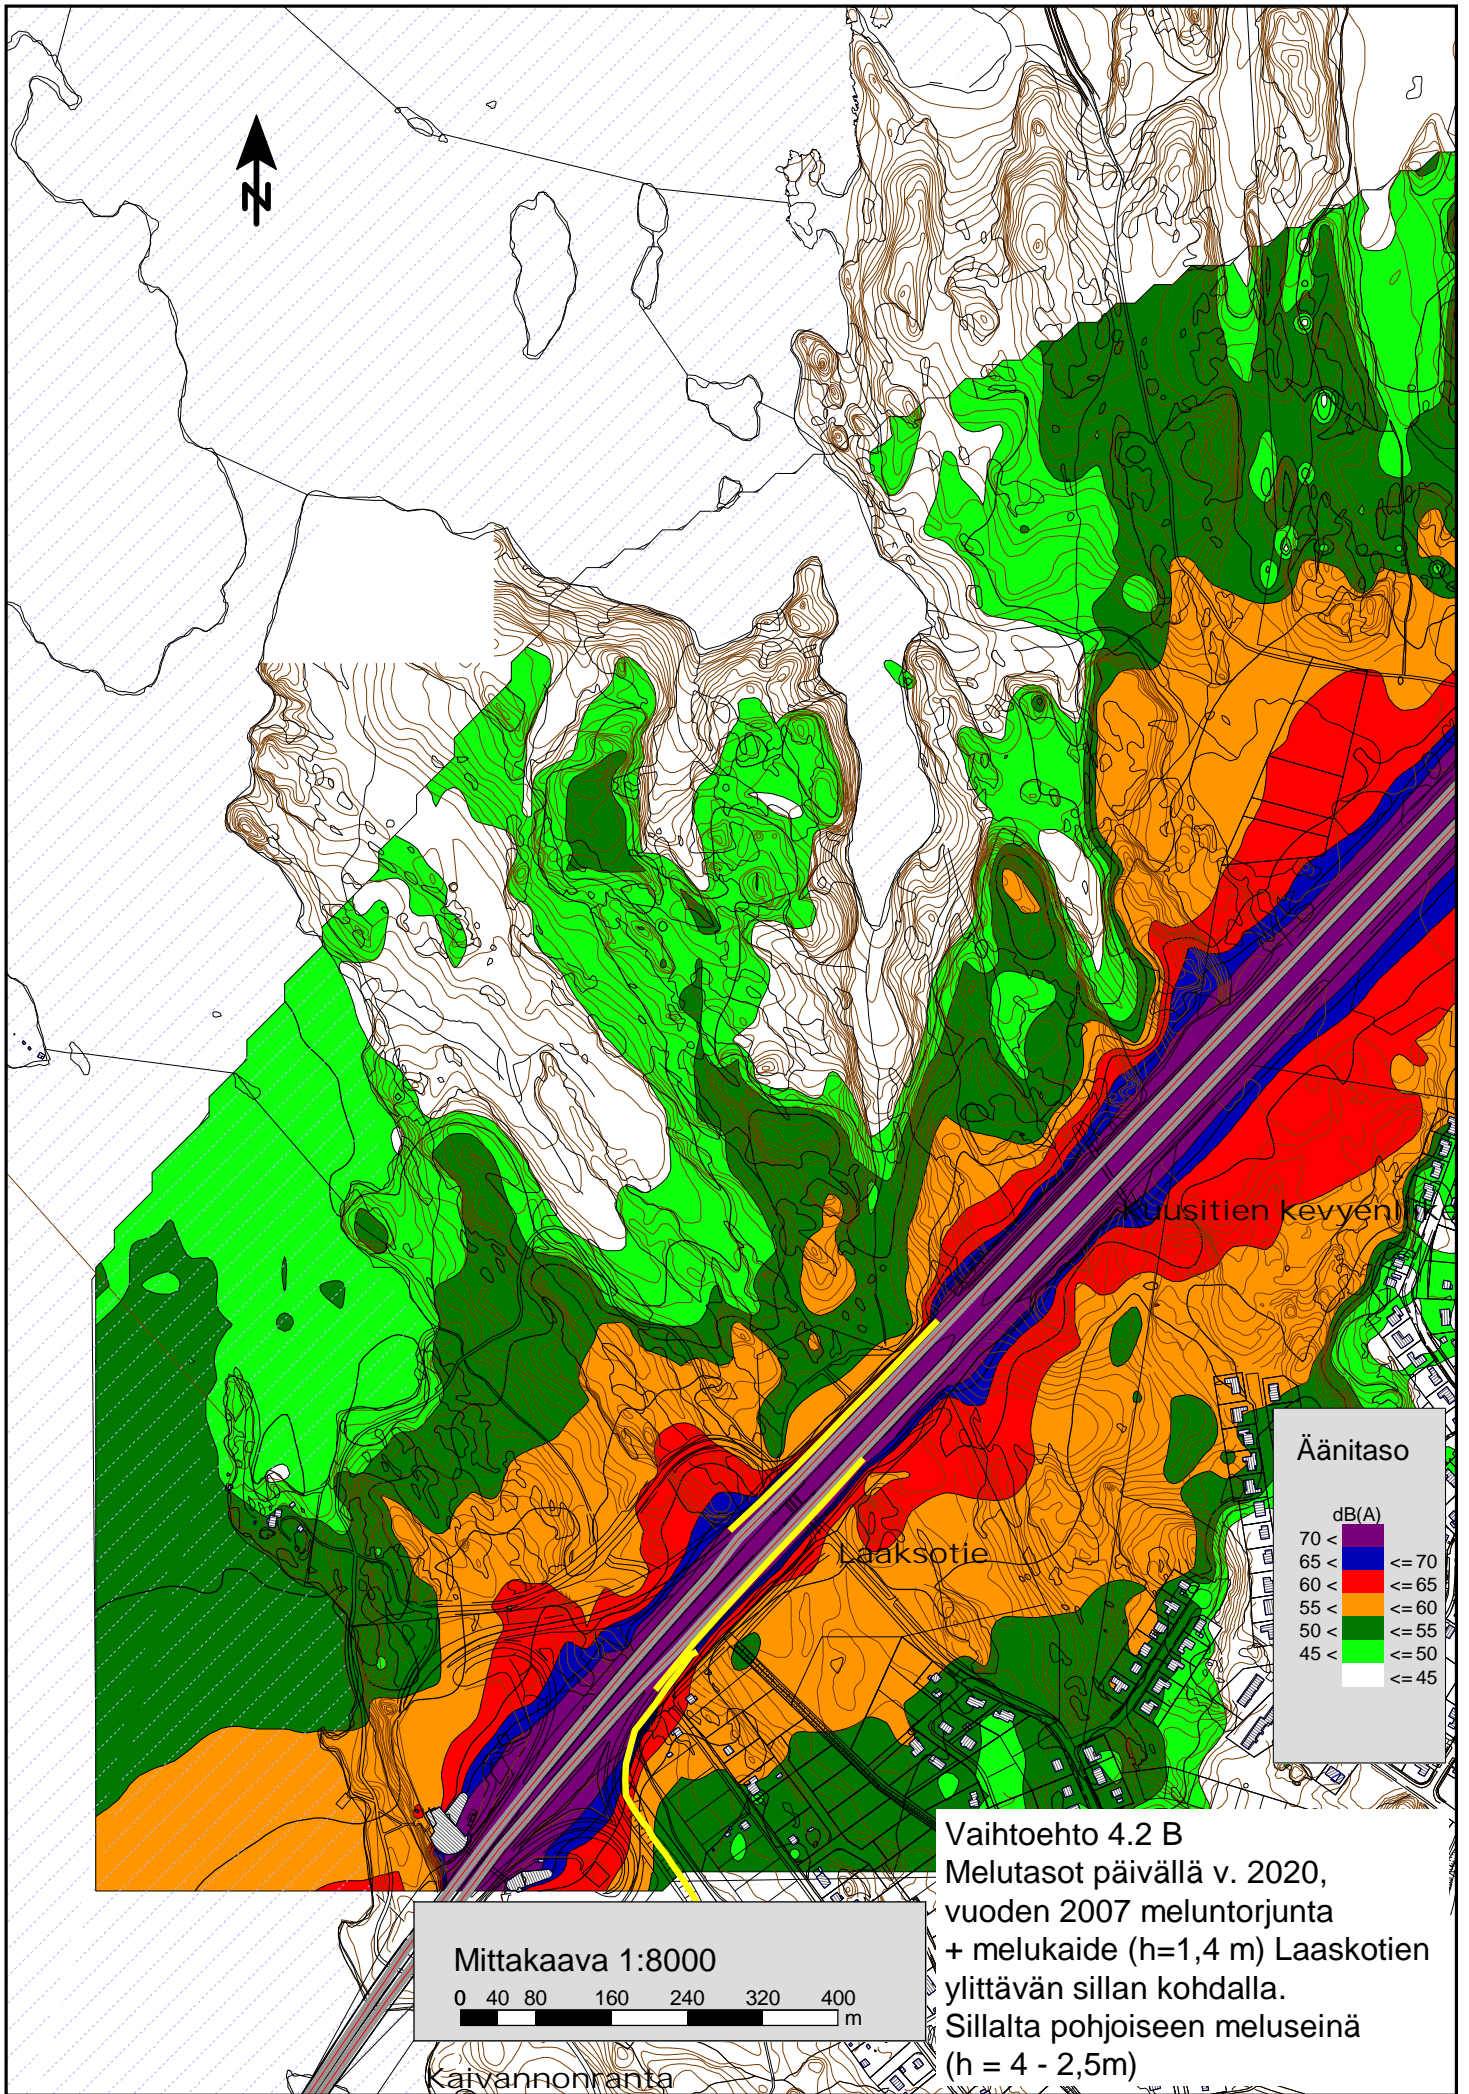 N
Kuusitien kevyenliike
Äänitaso
dB(A)
70 <
65 < <= 70
60 < <= 65
55 < <= 60
50 < <= 55
45 < <= 50
<= 45
Laaksotie
Vaihtoehto 4.2 B
Melutasot päivällä v. 2020,
vuoden 2007 meluntorjunta
+ melukaide (h=1,4 m) Laaskotien
ylittävän sillan kohdalla.
Sillalta pohjoiseen meluseinä
(h = 4 - 2,5m)
Mittakaava 1:8000
0 40 80 160 240 320 400
m
Kaivannonranta